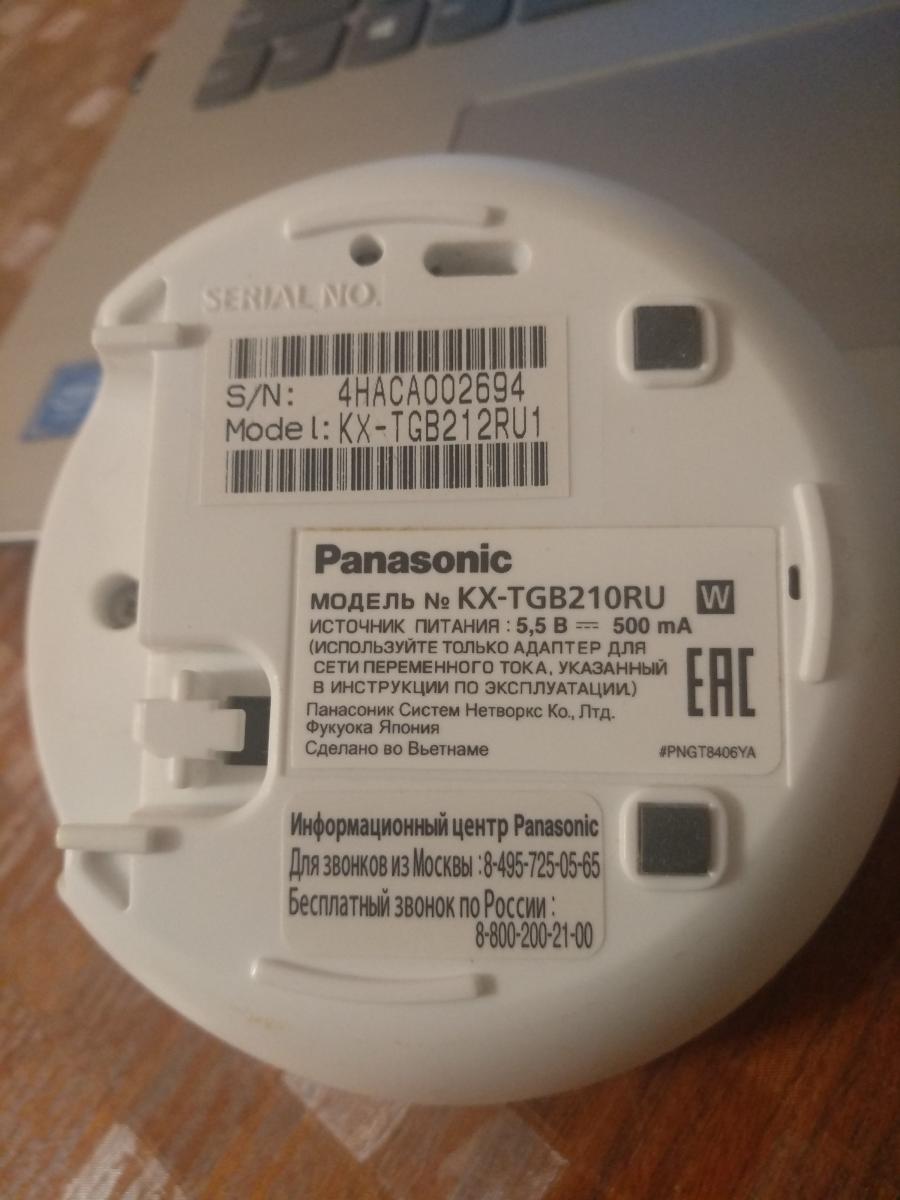 SERIAL NO.
S/N: 4HACA002694
Model: KX-TGB212RU1
Panasonic
МОДЕЛЬ № KX-TGB210RU W
ИСТОЧНИК ПИТАНИЯ : 5,5 В ⎓ 500 mA
(ИСПОЛЬЗУЙТЕ ТОЛЬКО АДАПТЕР ДЛЯ
СЕТИ ПЕРЕМЕННОГО ТОКА, УКАЗАННЫЙ
В ИНСТРУКЦИИ ПО ЭКСПЛУАТАЦИИ.)
EAC
Панасоник Систем Нетворкс Ко., Лтд.
Фукуока Япония
Сделано во Вьетнаме
#PNGT8406YA
Информационный центр Panasonic
Для звонков из Москвы : 8-495-725-05-65
Бесплатный звонок по России :
8-800-200-21-00